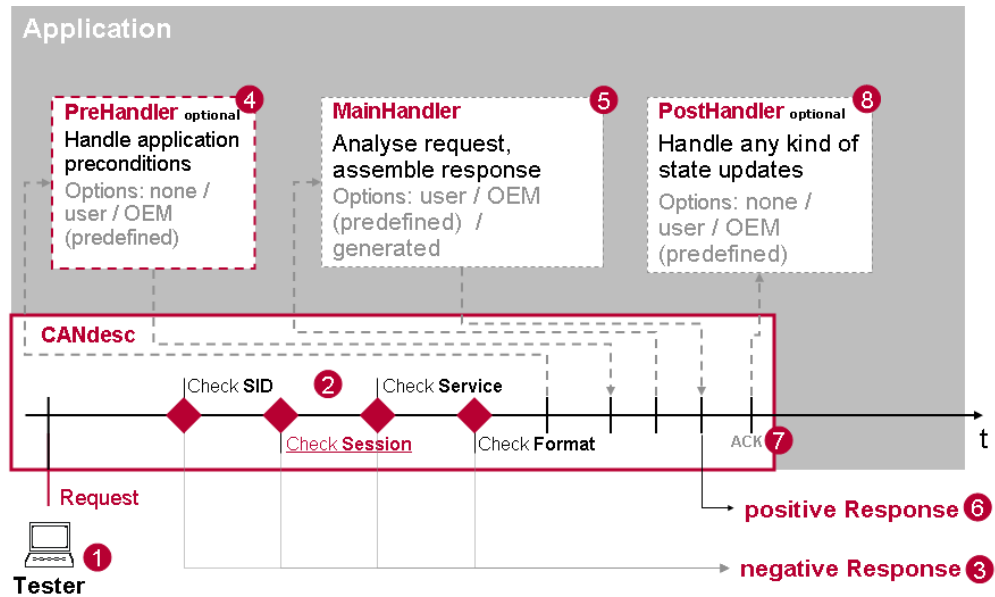 Application
PreHandler optional 4
Handle application
preconditions
Options: none /
user / OEM
(predefined)
MainHandler 5
Analyse request,
assemble response
Options: user / OEM
(predefined) /
generated
PostHandler optional 8
Handle any kind of
state updates
Options: none /
user / OEM
(predefined)
CANdesc
Check SID 2 Check Service
Check Session Check Format ACK 7 t
Request
positive Response 6
1
Tester
negative Response 3